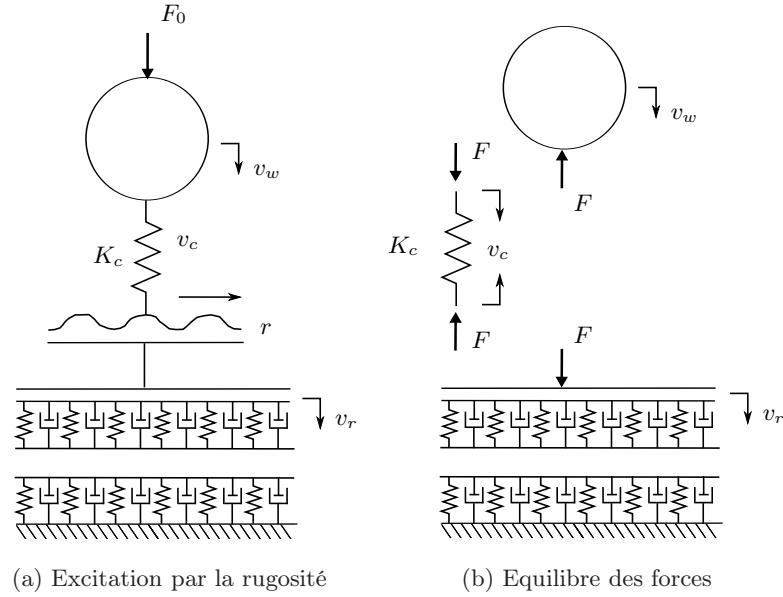 F0
vw
vc
Kc
r
vr
(a) Excitation par la rugosité
vw
F
F
Kc
vc
F
F
vr
(b) Equilibre des forces